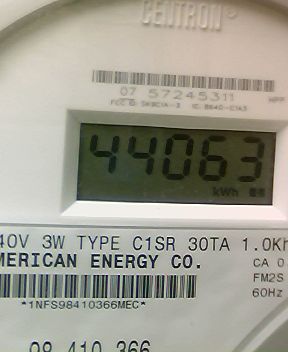 CENTRON®
07 57245311
44063
kWh
40V 3W TYPE C1SR 30TA 1.0Kh
MERICAN ENERGY CO.
CA 0
FM2S
60Hz
*1NFS98410366MEC*
98 410 366